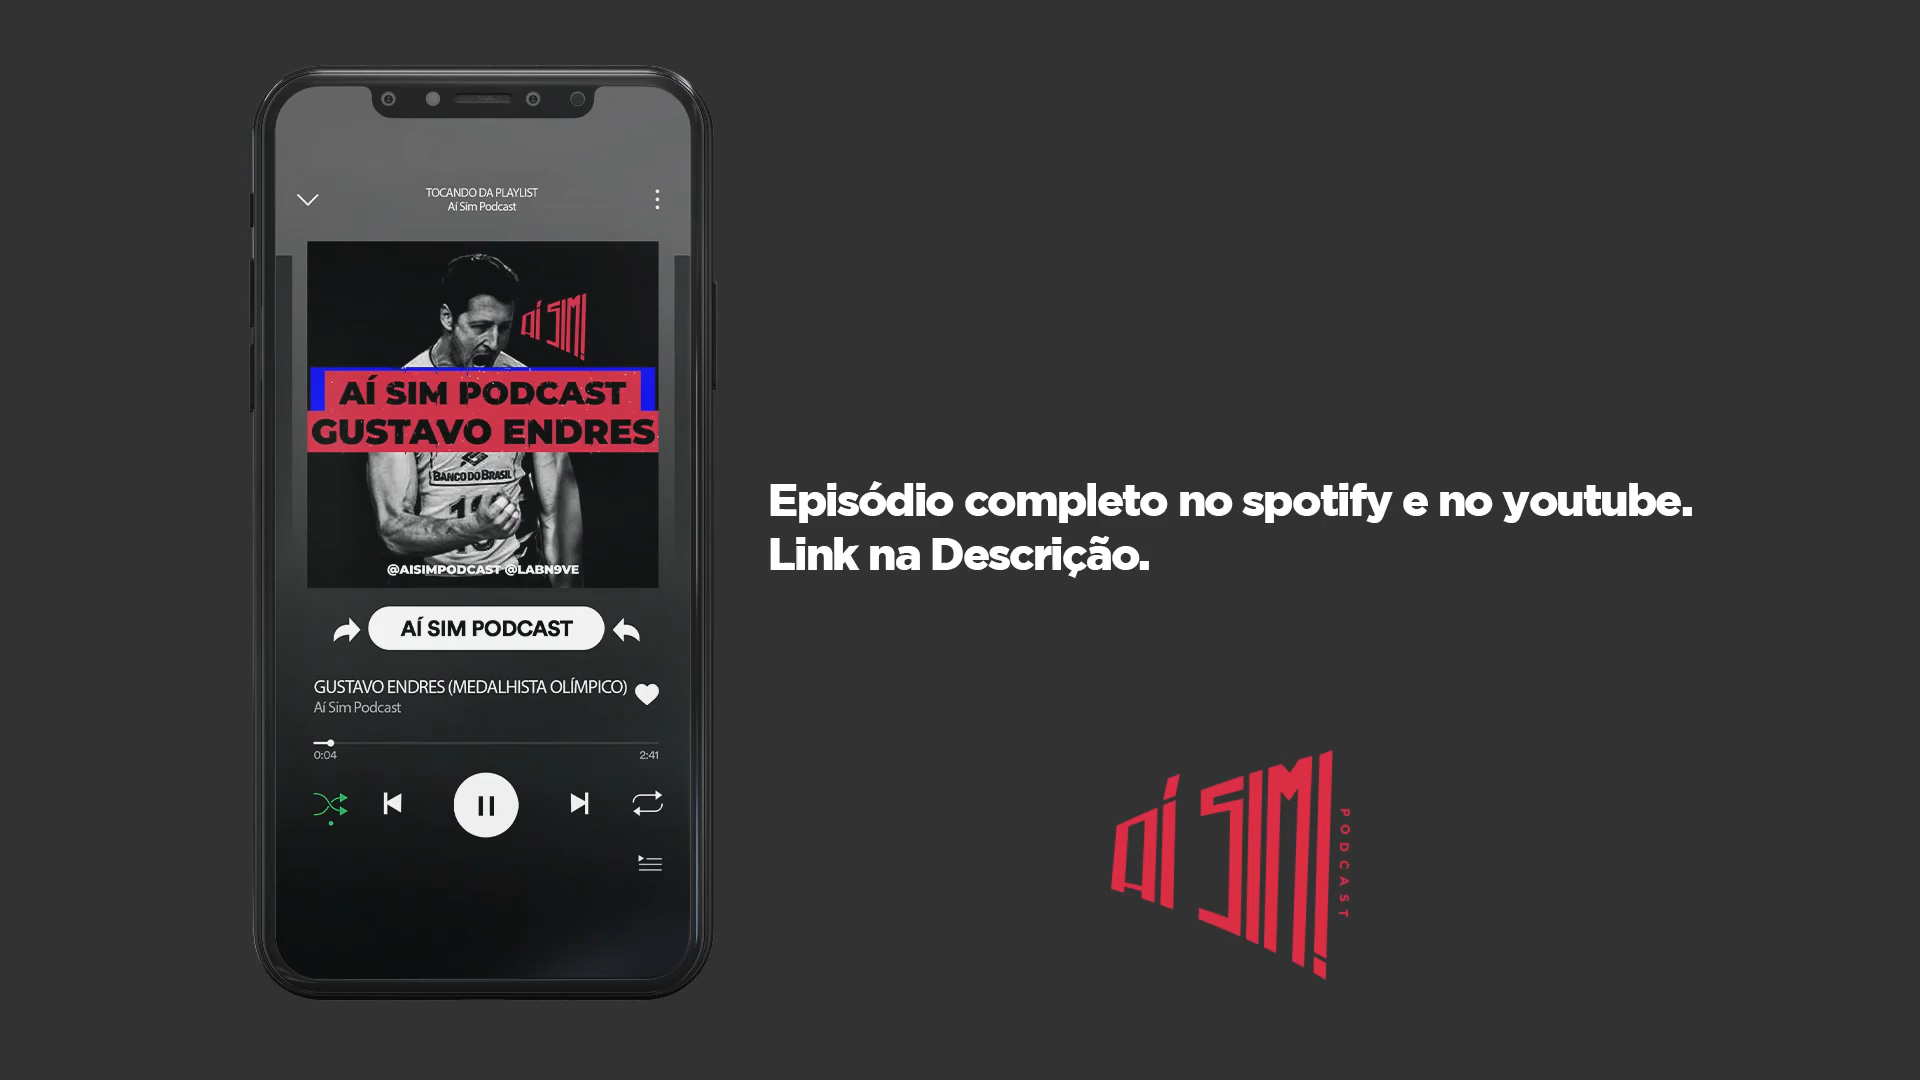 TOCANDO DA PLAYLIST
Aí Sim Podcast
AÍ SIM!
AÍ SIM PODCAST
GUSTAVO ENDRES
BANCO DO BRASIL
@AISIMPODCAST @LABN9VE
AÍ SIM PODCAST
GUSTAVO ENDRES (MEDALHISTA OLÍMPICO)
Aí Sim Podcast
0:04 2:41
Episódio completo no spotify e no youtube.
Link na Descrição.
AÍ SIM!
PODCAST